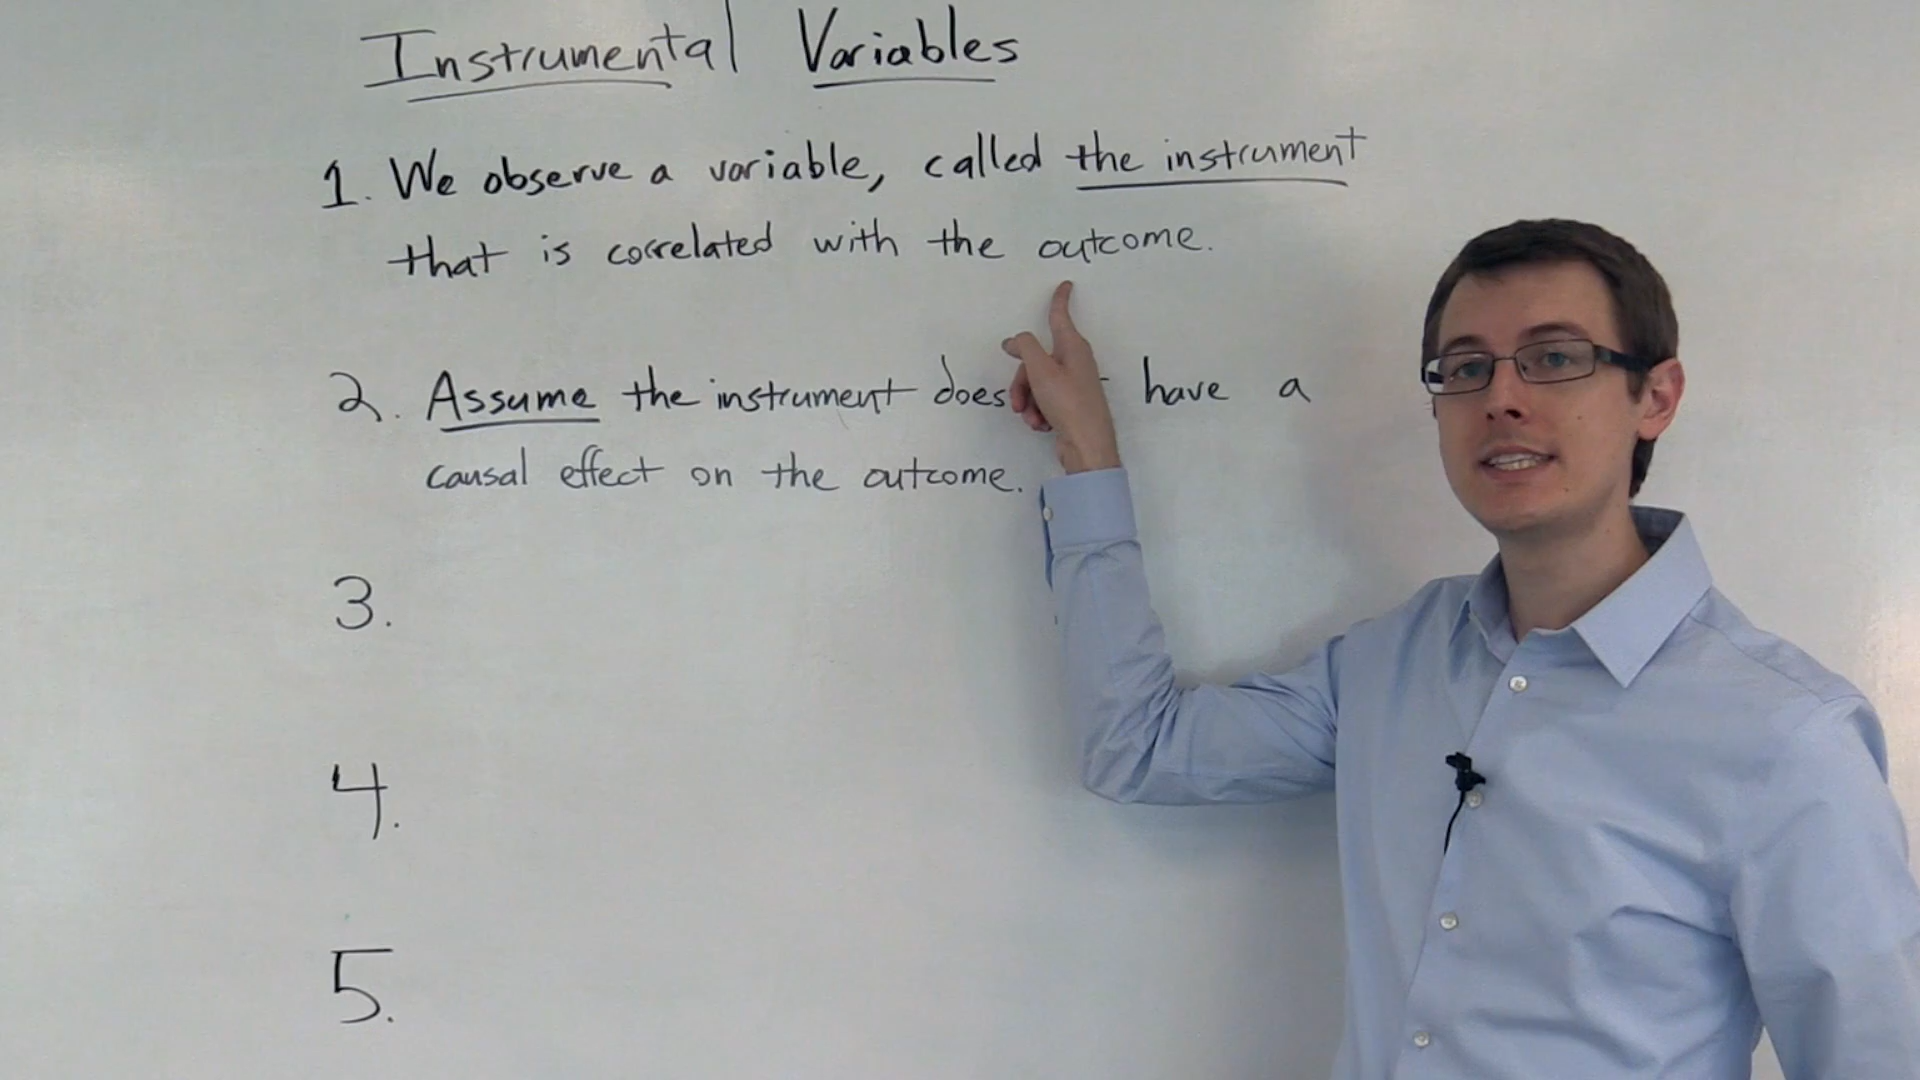 Instrumental Variables
1. We observe a variable, called the instrument
that is correlated with the outcome.
2. Assume the instrument does have a
causal effect on the outcome.
3.
4.
5.